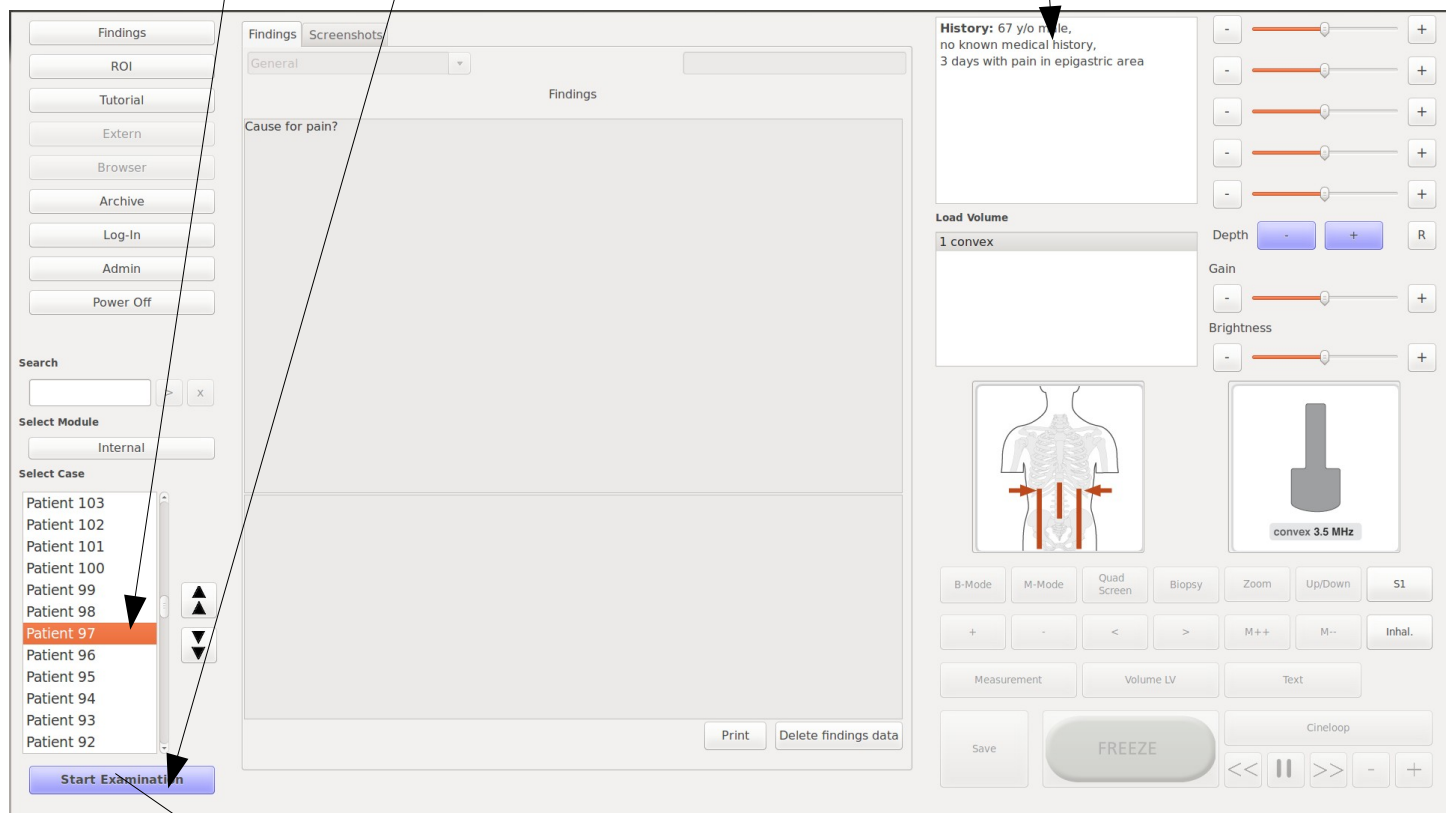 Findings
ROI
Tutorial
Extern
Browser
Archive
Log-In
Admin
Power Off
Search
> x
Select Module
Internal
Select Case
Patient 103
Patient 102
Patient 101
Patient 100
Patient 99
Patient 98
Patient 97
Patient 96
Patient 95
Patient 94
Patient 93
Patient 92
Start Examination
Findings Screenshots
General
Findings
Cause for pain?
Print Delete findings data
History: 67 y/o male,
no known medical history,
3 days with pain in epigastric area
Load Volume
1 convex
- +
- +
- +
- +
- +
Depth - + R
Gain
- +
Brightness
- +
convex 3.5 MHz
B-Mode M-Mode Quad Screen Biopsy Zoom Up/Down S1
+ - < > M++ M-- Inhal.
Measurement Volume LV Text
Save FREEZE Cineloop
<< || >> - +